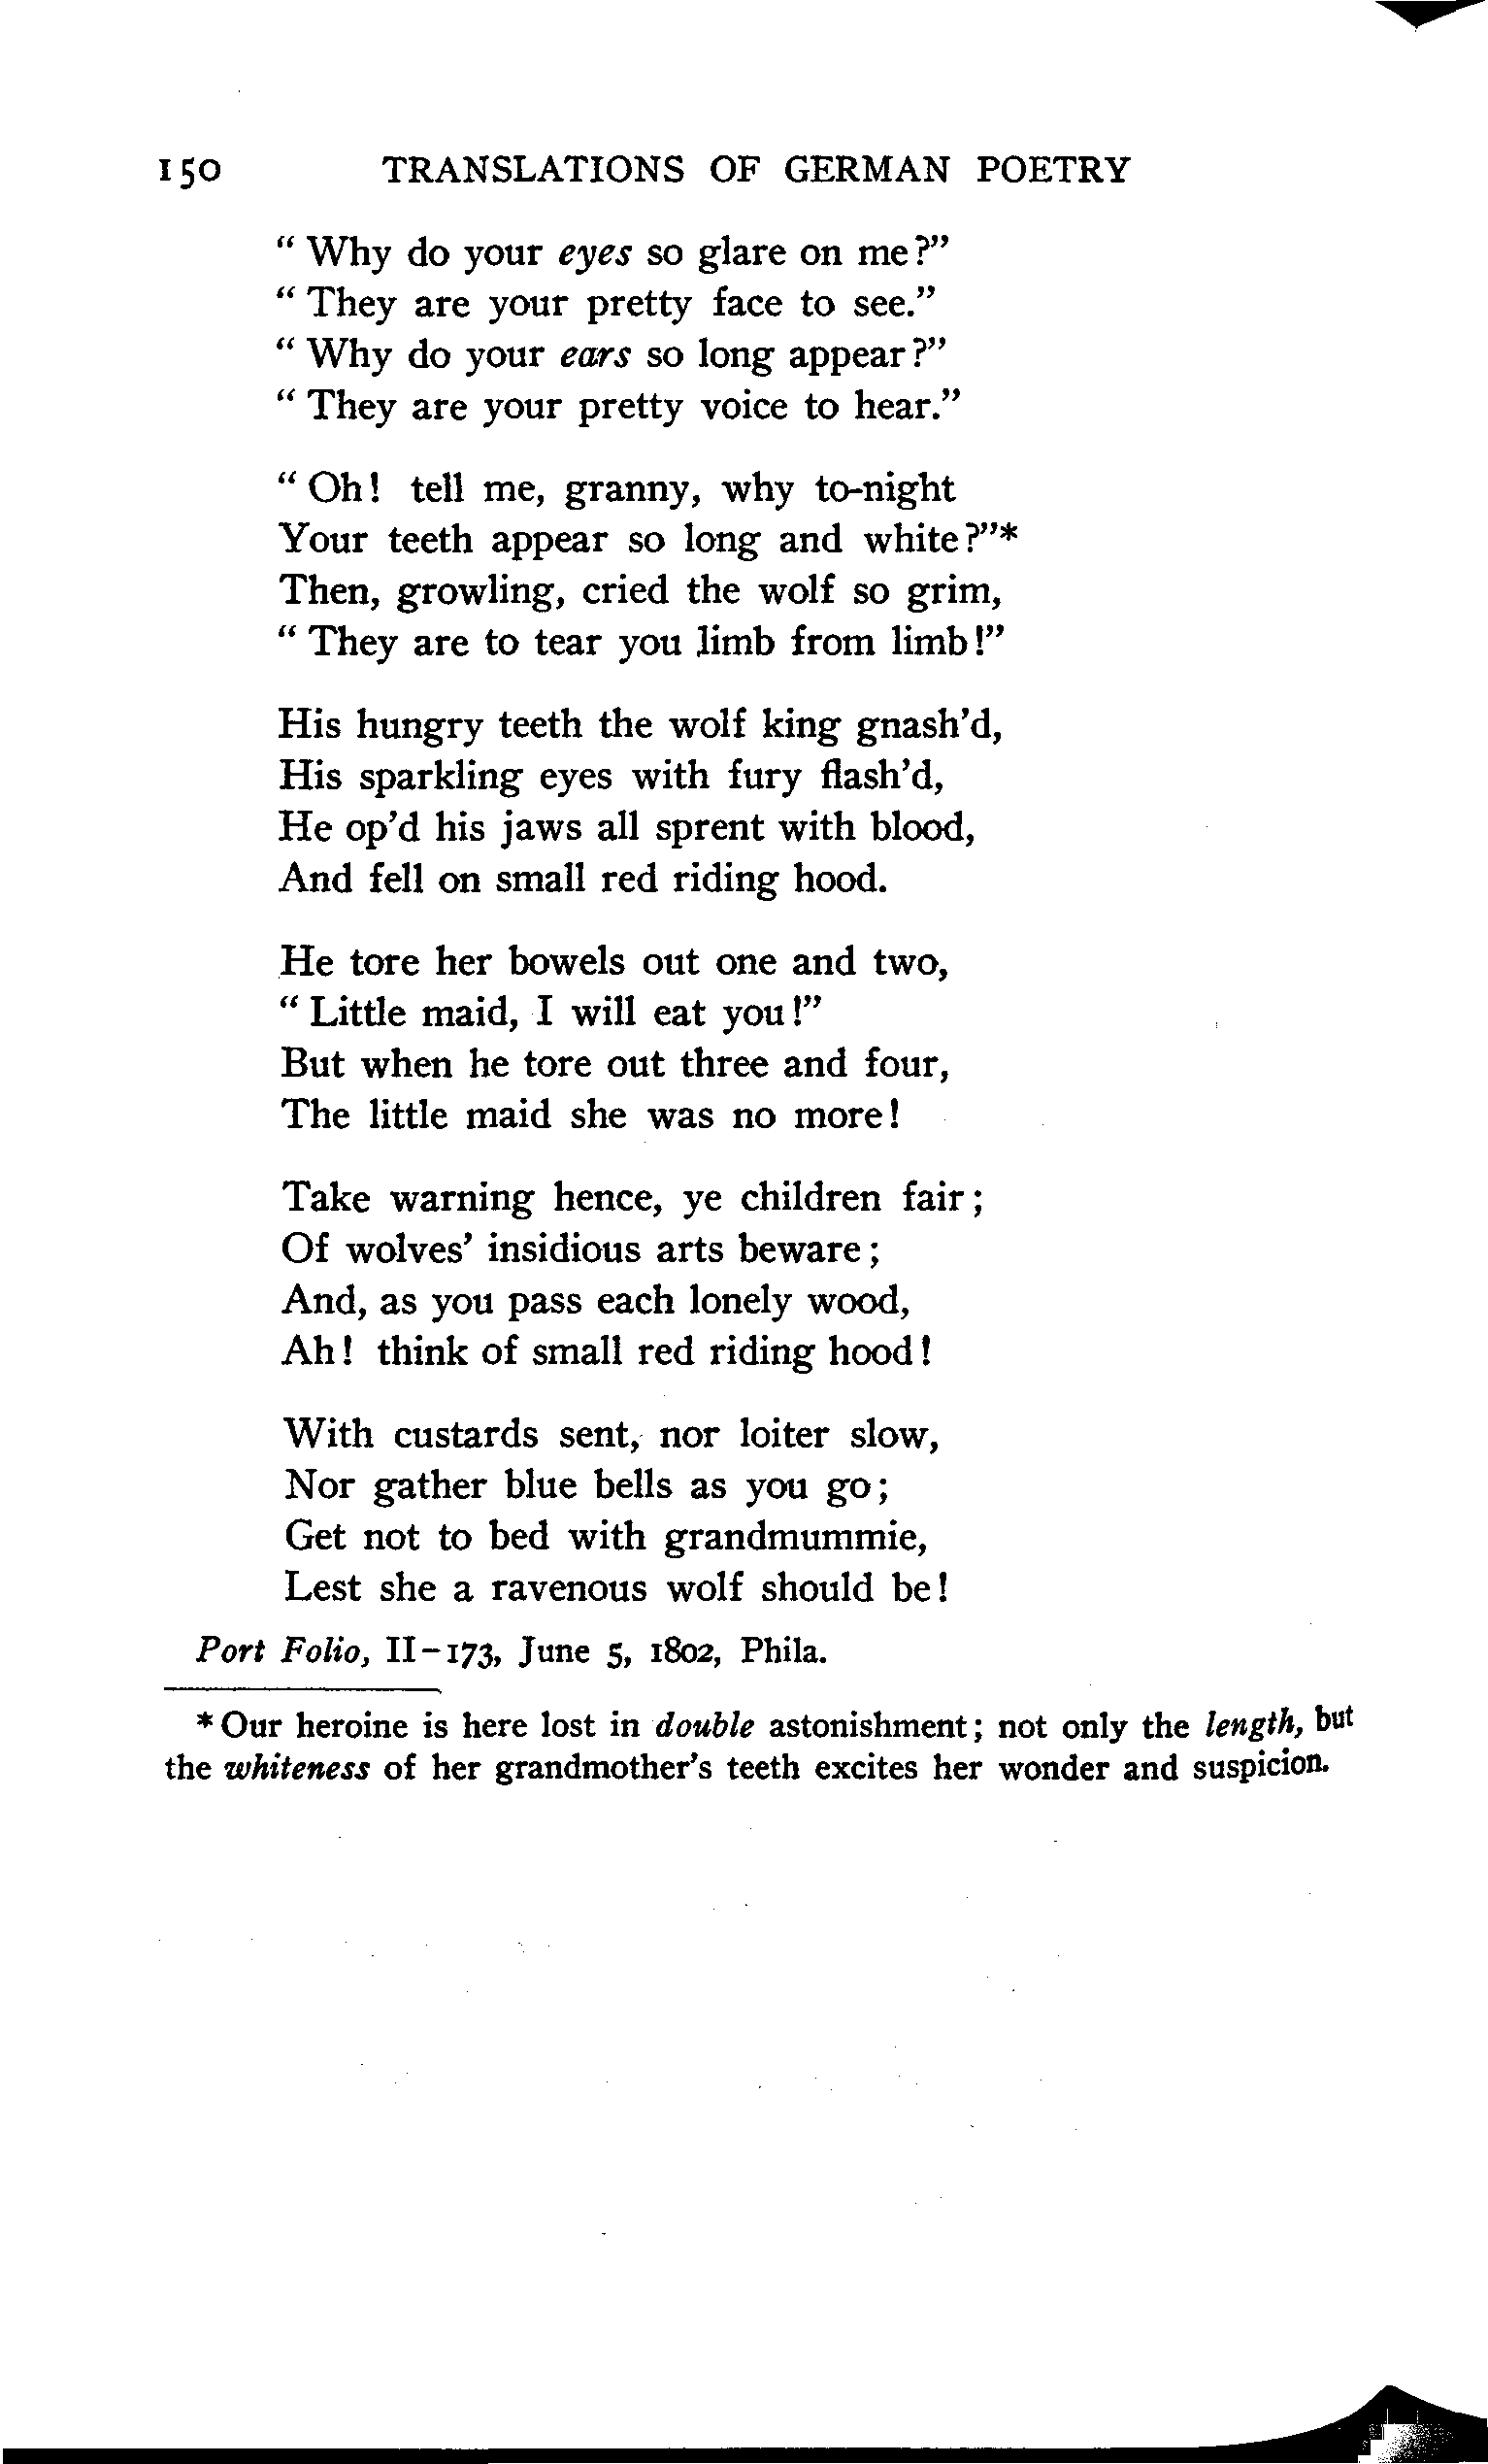 150 TRANSLATIONS OF GERMAN POETRY
“ Why do your eyes so glare on me?”
“ They are your pretty face to see.”
“ Why do your ears so long appear?”
“ They are your pretty voice to hear.”
“ Oh! tell me, granny, why to-night
Your teeth appear so long and white?”*
Then, growling, cried the wolf so grim,
“ They are to tear you limb from limb!”
His hungry teeth the wolf king gnash’d,
His sparkling eyes with fury flash’d,
He op’d his jaws all sprent with blood,
And fell on small red riding hood.
He tore her bowels out one and two,
“ Little maid, I will eat you!”
But when he tore out three and four,
The little maid she was no more!
Take warning hence, ye children fair;
Of wolves’ insidious arts beware;
And, as you pass each lonely wood,
Ah! think of small red riding hood!
With custards sent, nor loiter slow,
Nor gather blue bells as you go;
Get not to bed with grandmummie,
Lest she a ravenous wolf should be!
Port Folio, II-173, June 5, 1802, Phila.
* Our heroine is here lost in double astonishment; not only the length, but
the whiteness of her grandmother’s teeth excites her wonder and suspicion.